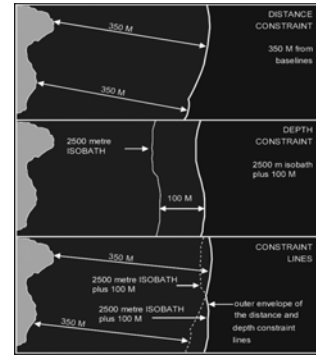 350 M
350 M
DISTANCE
CONSTRAINT
350 M from
baselines
2500 metre
ISOBATH
100 M
DEPTH
CONSTRAINT
2500 m isobath
plus 100 M
350 M
2500 metre ISOBATH
plus 100 M
2500 metre ISOBATH
plus 100 M
350 M
CONSTRAINT
LINES
outer envelope of
the distance and
depth constraint
lines